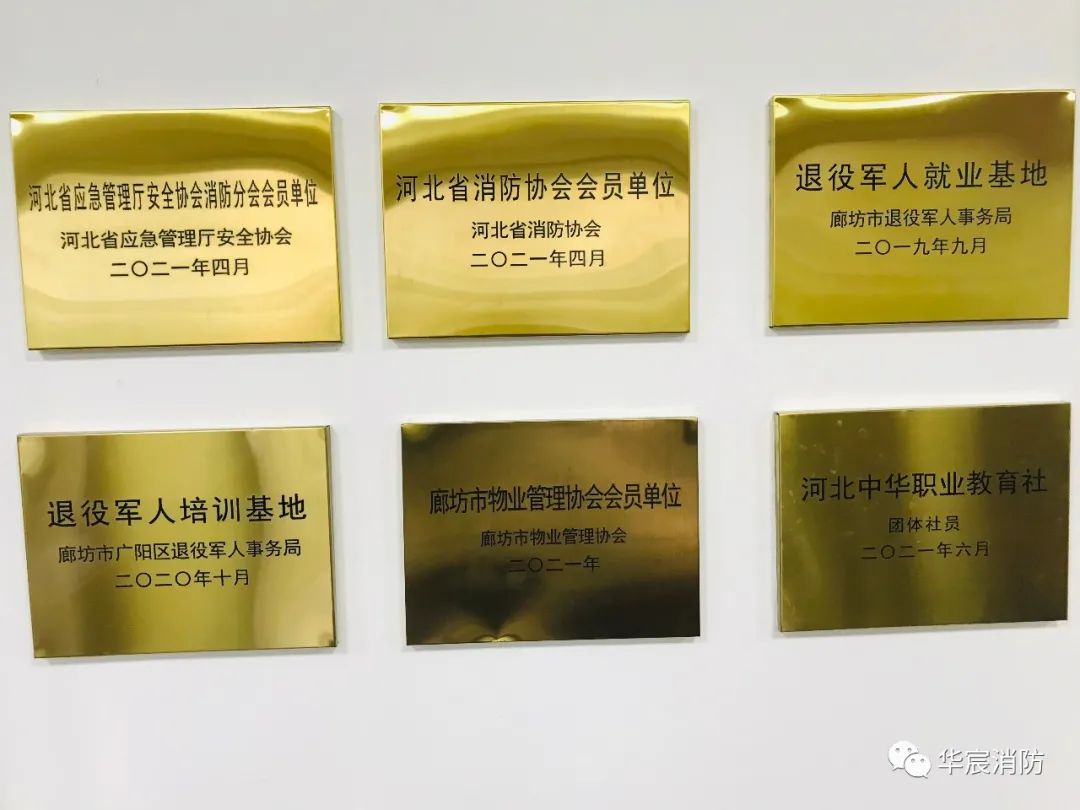 河北省应急管理厅安全协会消防分会会员单位
河北省应急管理厅安全协会
二〇二一年四月
河北省消防协会会员单位
河北省消防协会
二〇二一年四月
退役军人就业基地
廊坊市退役军人事务局
二〇一九年九月
退役军人培训基地
廊坊市广阳区退役军人事务局
二〇二〇年十月
廊坊市物业管理协会会员单位
廊坊市物业管理协会
二〇二一年
河北中华职业教育社
团体社员
二〇二一年六月
华宸消防